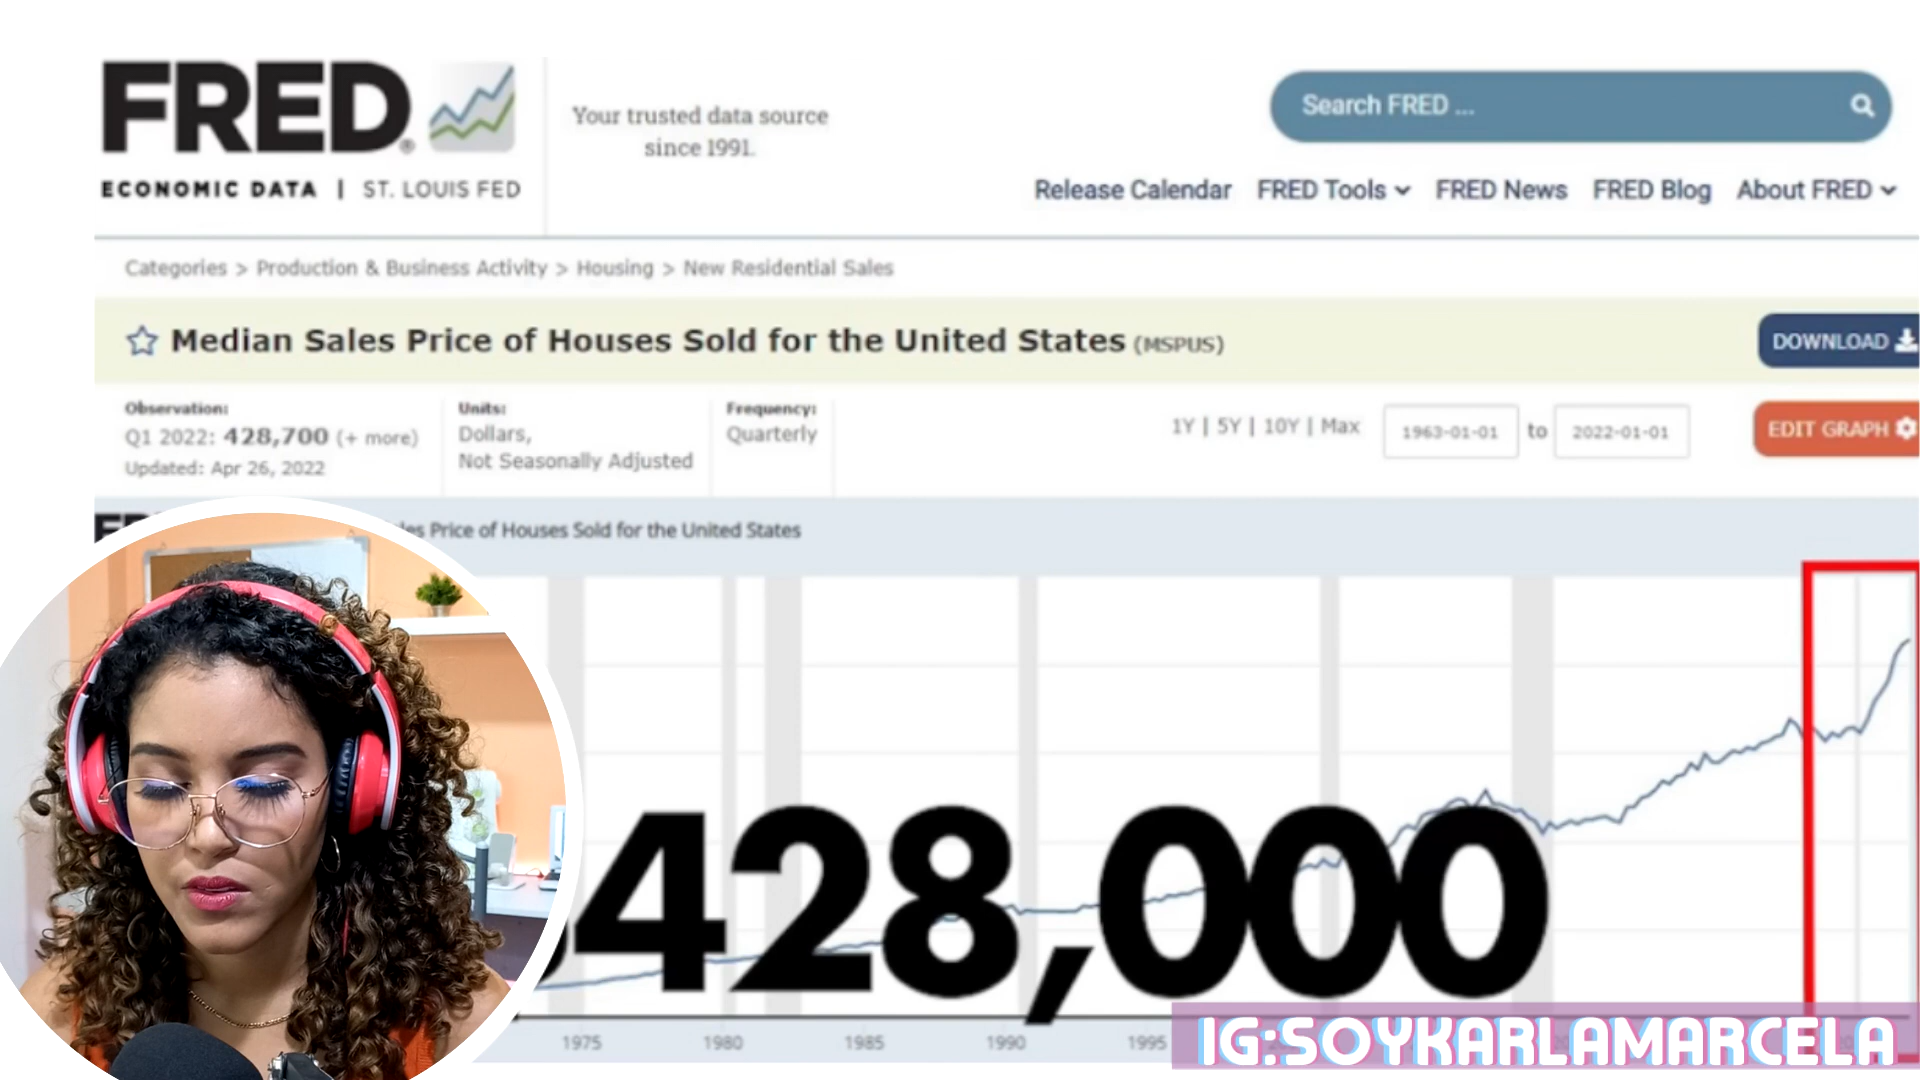 FRED®
Your trusted data source
since 1991.
Search FRED ...
ECONOMIC DATA | ST. LOUIS FED
Release Calendar FRED Tools FRED News FRED Blog About FRED
Categories > Production & Business Activity > Housing > New Residential Sales
Median Sales Price of Houses Sold for the United States (MSPUS)
DOWNLOAD
Observation:
Q1 2022: 428,700 (+ more)
Updated: Apr 26, 2022
Units:
Dollars,
Not Seasonally Adjusted
Frequency:
Quarterly
1Y | 5Y | 10Y | Max
1963-01-01 to 2022-01-01
EDIT GRAPH
Price of Houses Sold for the United States
428,000
1975 1980 1985 1990 1995
IG:SOYKARLAMARCELA